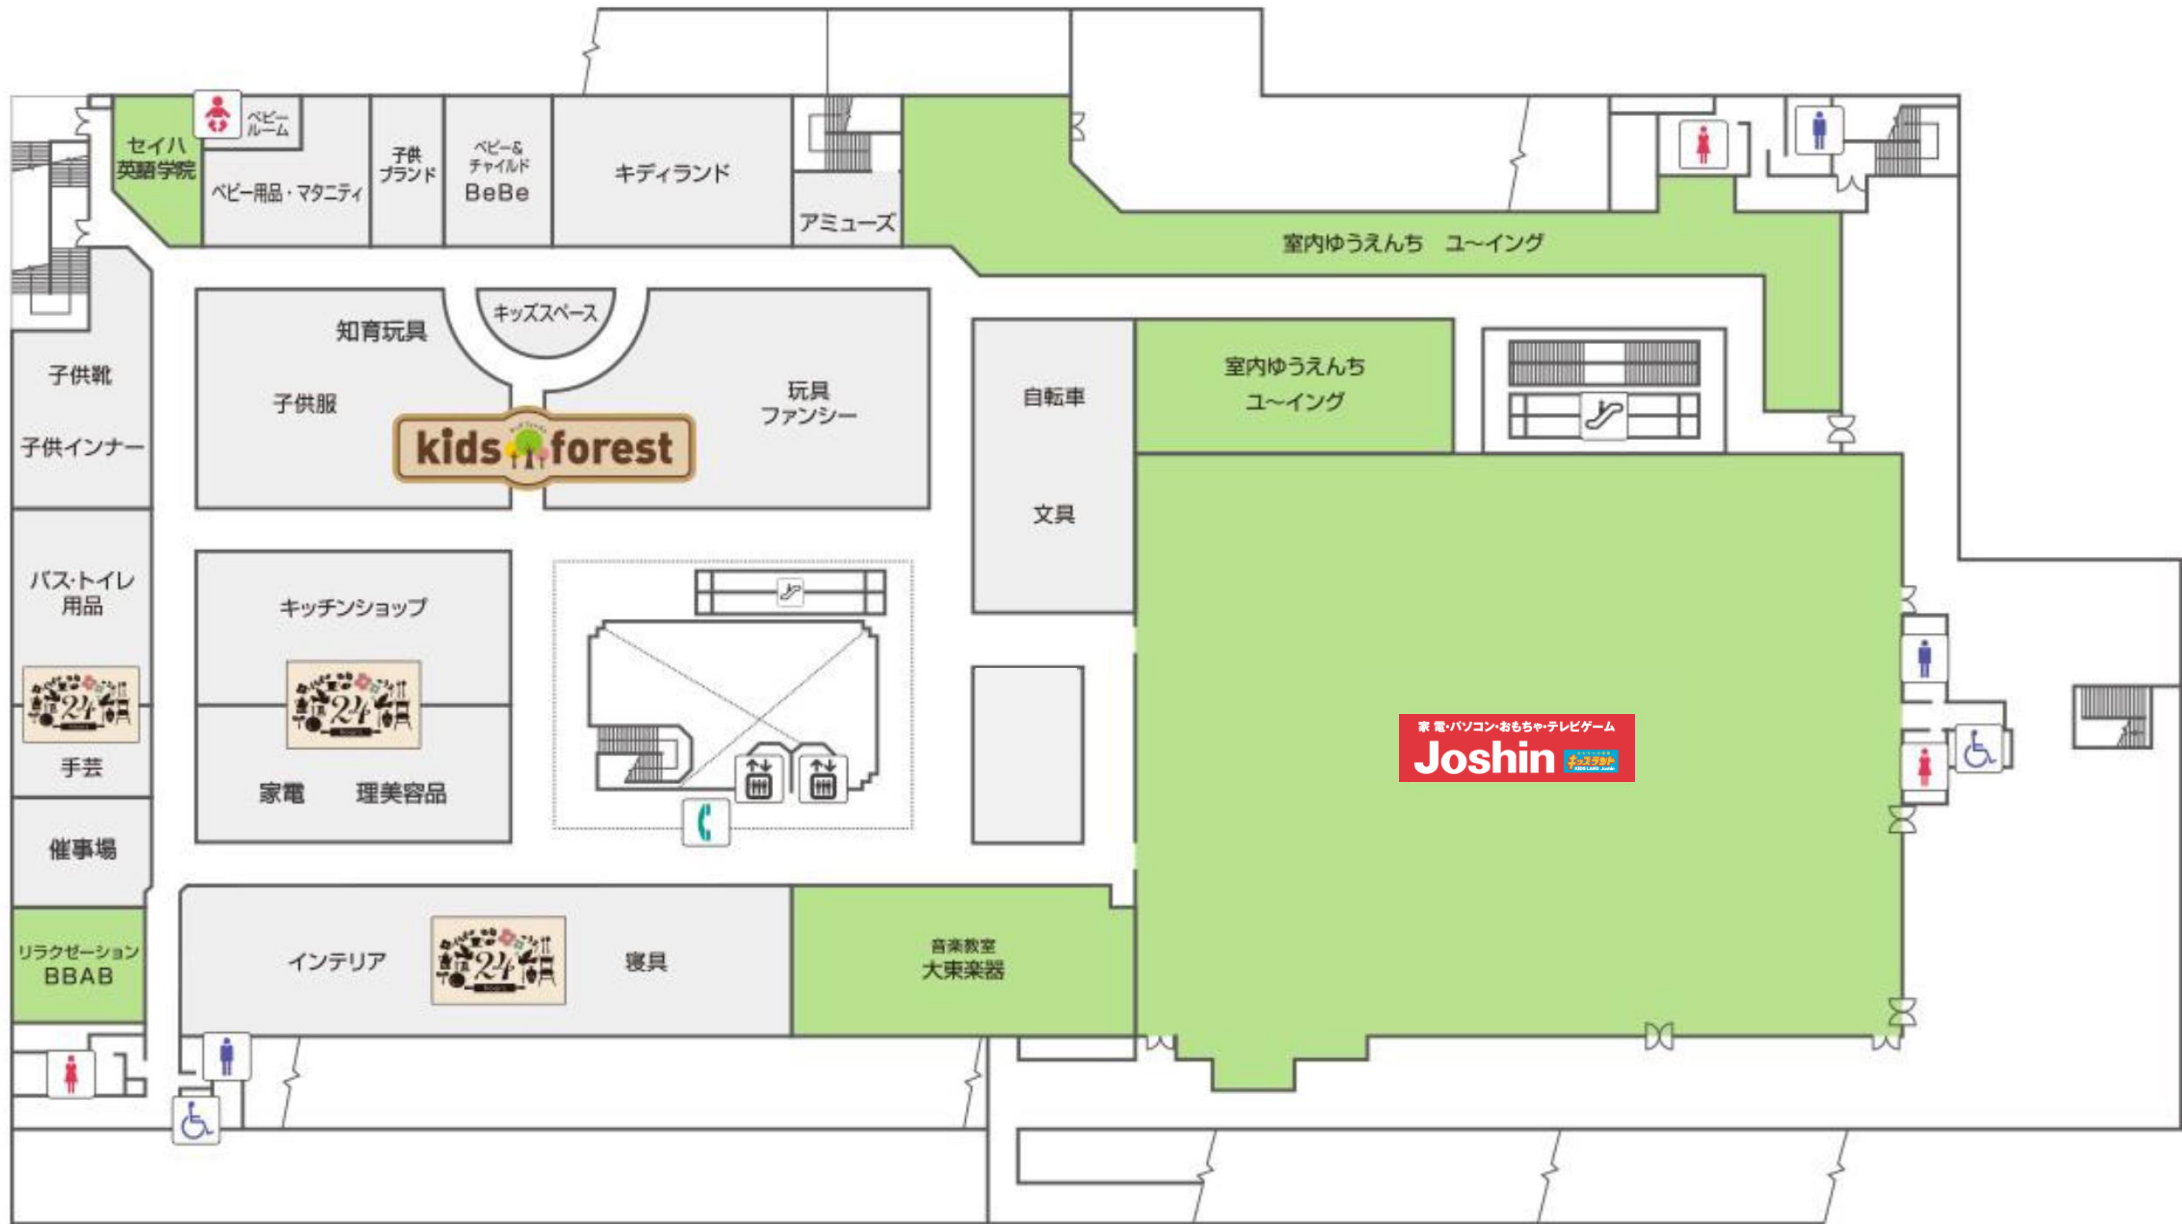 セイハ
英語学院
ベビー
ルーム
ベビー用品・マタニティ
子供
ブランド
ベビー&
チャイルド
BeBe
キディランド
アミューズ
室内ゆうえんち ユ〜イング
知育玩具
キッズスペース
子供服
玩具
ファンシー
kids forest
子供靴
子供インナー
自転車
文具
室内ゆうえんち
ユ〜イング
バス・トイレ
用品
24
手芸
キッチンショップ
24
家電 理美容品
家電・パソコン・おもちゃ・テレビゲーム
Joshin
キッズランド
催事場
リラクゼーション
BBAB
インテリア
24
寝具
音楽教室
大東楽器